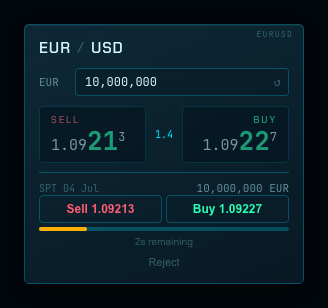 EURUSD
EUR / USD
EUR 10,000,000 ↺
SELL BUY
1.09213 1.4 1.09227
SPT 04 Jul 10,000,000 EUR
Sell 1.09213 Buy 1.09227
2s remaining
Reject